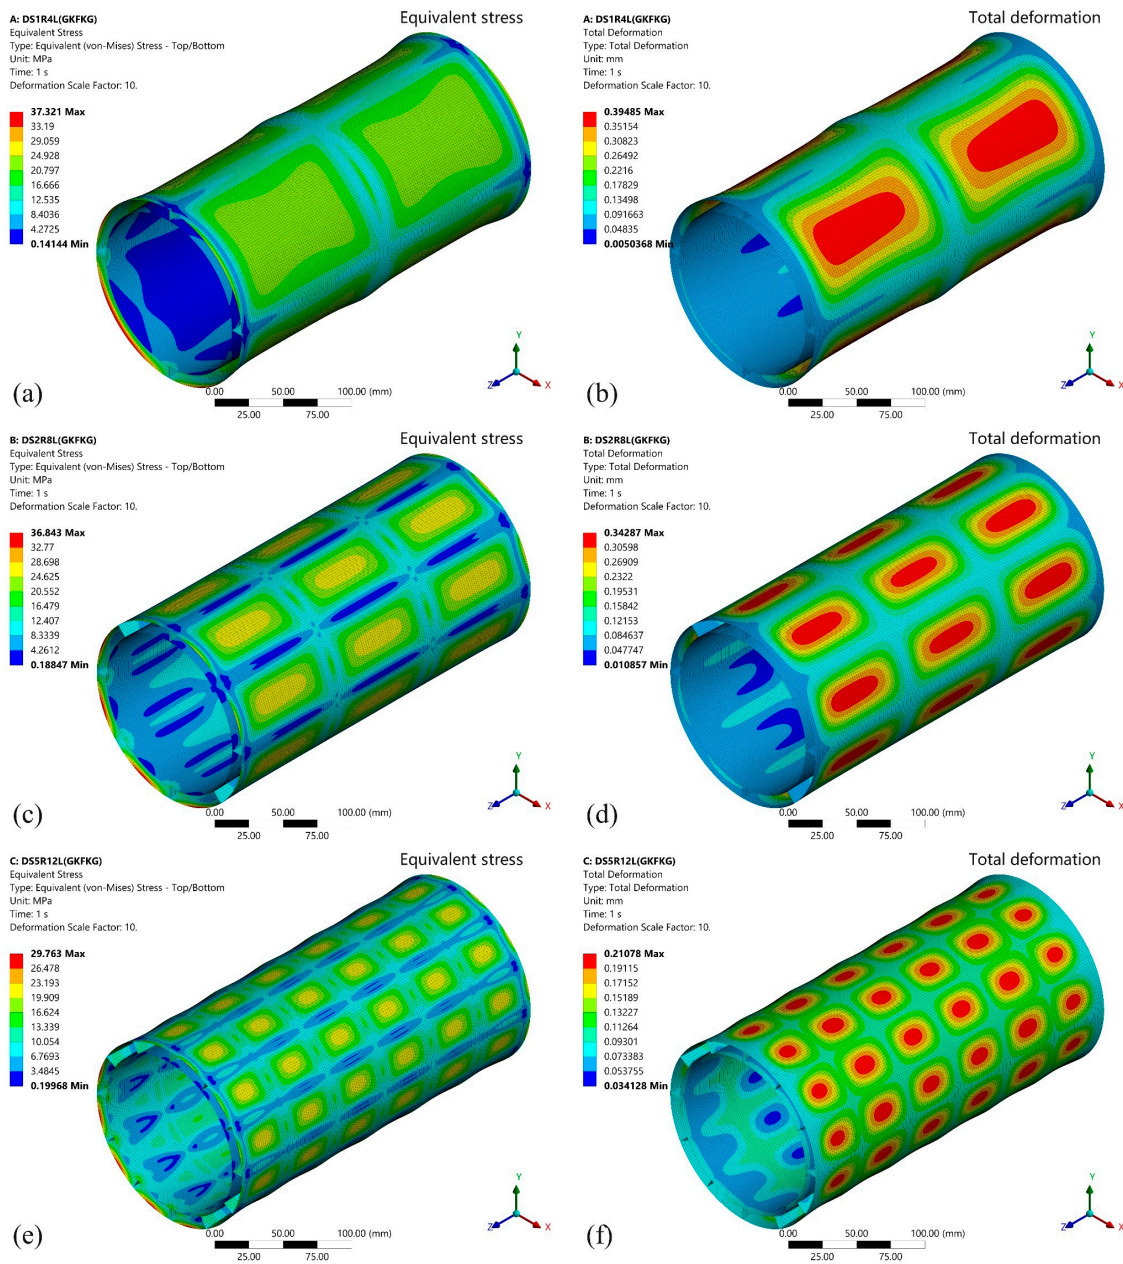 A: DS1R4L(GKFKG)
Equivalent Stress
Type: Equivalent (von-Mises) Stress - Top/Bottom
Unit: MPa
Time: 1 s
Deformation Scale Factor: 10.
Equivalent stress
37.321 Max
33.19
29.059
24.928
20.797
16.666
12.535
8.4036
4.2725
0.14144 Min
Y
Z
X
0.00 50.00 100.00 (mm)
25.00 75.00
(a)
A: DS1R4L(GKFKG)
Total Deformation
Type: Total Deformation
Unit: mm
Time: 1 s
Deformation Scale Factor: 10.
Total deformation
0.39485 Max
0.35154
0.30823
0.26492
0.2216
0.17829
0.13498
0.091663
0.04835
0.0050368 Min
Y
Z
X
0.00 50.00 100.00 (mm)
25.00 75.00
(b)
B: DS2R8L(GKFKG)
Equivalent Stress
Type: Equivalent (von-Mises) Stress - Top/Bottom
Unit: MPa
Time: 1 s
Deformation Scale Factor: 10.
Equivalent stress
36.843 Max
32.77
28.698
24.625
20.552
16.479
12.407
8.3339
4.2612
0.18847 Min
Y
Z
X
0.00 50.00 100.00 (mm)
25.00 75.00
(c)
B: DS2R8L(GKFKG)
Total Deformation
Type: Total Deformation
Unit: mm
Time: 1 s
Deformation Scale Factor: 10.
Total deformation
0.34287 Max
0.30598
0.26909
0.2322
0.19531
0.15842
0.12153
0.084637
0.047747
0.010857 Min
Y
Z
X
0.00 50.00 100.00 (mm)
25.00 75.00
(d)
C: DS5R12L(GKFKG)
Equivalent Stress
Type: Equivalent (von-Mises) Stress - Top/Bottom
Unit: MPa
Time: 1 s
Deformation Scale Factor: 10.
Equivalent stress
29.763 Max
26.478
23.193
19.909
16.624
13.339
10.054
6.7693
3.4845
0.19968 Min
Y
Z
X
0.00 50.00 100.00 (mm)
25.00 75.00
(e)
C: DS5R12L(GKFKG)
Total Deformation
Type: Total Deformation
Unit: mm
Time: 1 s
Deformation Scale Factor: 10.
Total deformation
0.21078 Max
0.19115
0.17152
0.15189
0.13227
0.11264
0.09301
0.073383
0.053755
0.034128 Min
Y
Z
X
0.00 50.00 100.00 (mm)
25.00 75.00
(f)